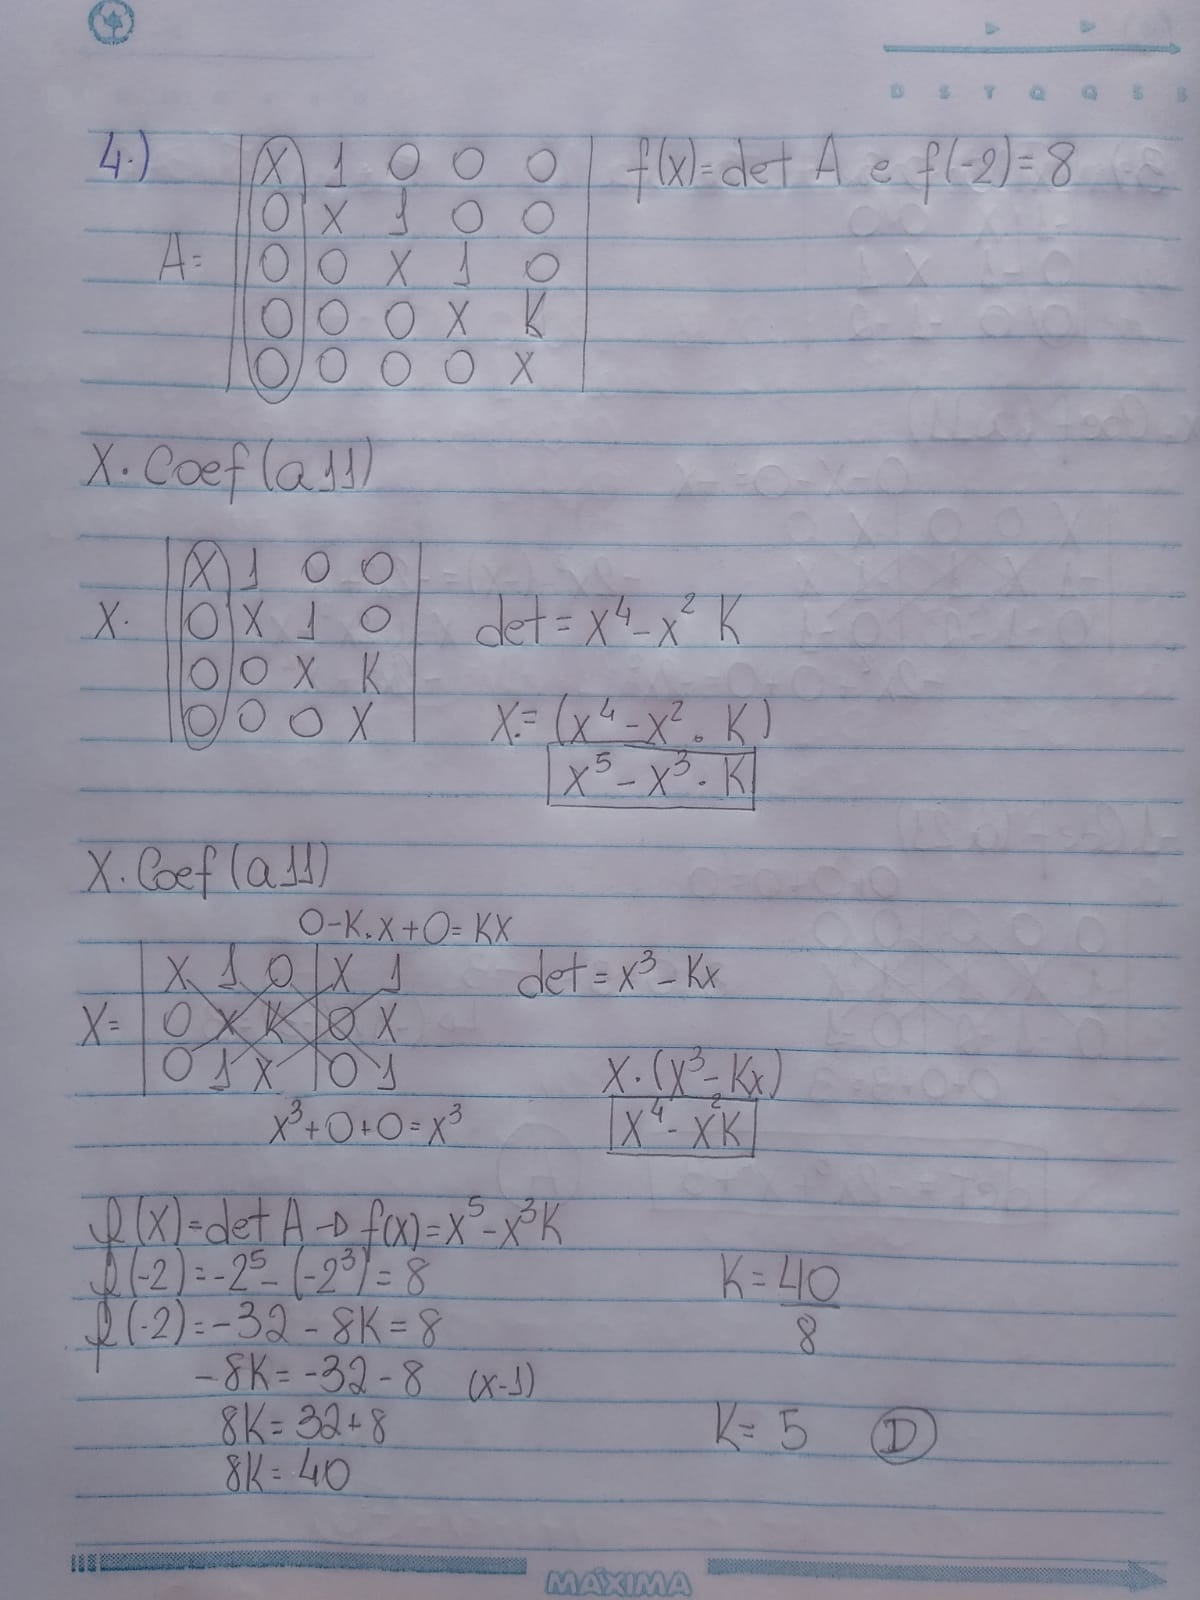 D S T Q Q S S
4.) f(x)=det A e f(-2)=8
A=
X 1 0 0 0
0 X 1 0 0
0 0 X 1 0
0 0 0 X K
0 0 0 0 X
X. Coef(a11)
X.
X 1 0 0
0 X 1 0
0 0 X K
0 0 0 X
det = X⁴-X² K
X.= (X⁴-X² . K)
X⁵-X³. K
X. Coef(a11)
0-K.X+0= KX
X=
X 1 0 | X 1
0 X K | 0 X
0 1 X | 0 1
X³+0+0=X³
det = X³-KX
X.(X³-KX)
X⁴- X²K
f(X)=det A → f(x)=X⁵-X³K
f(-2)=-2⁵-(-2³)=8
f(-2)=-32-8K=8
-8K=-32-8 (x-1)
8K=32+8
8K=40
K=40/8
K= 5 D
MÁXIMA